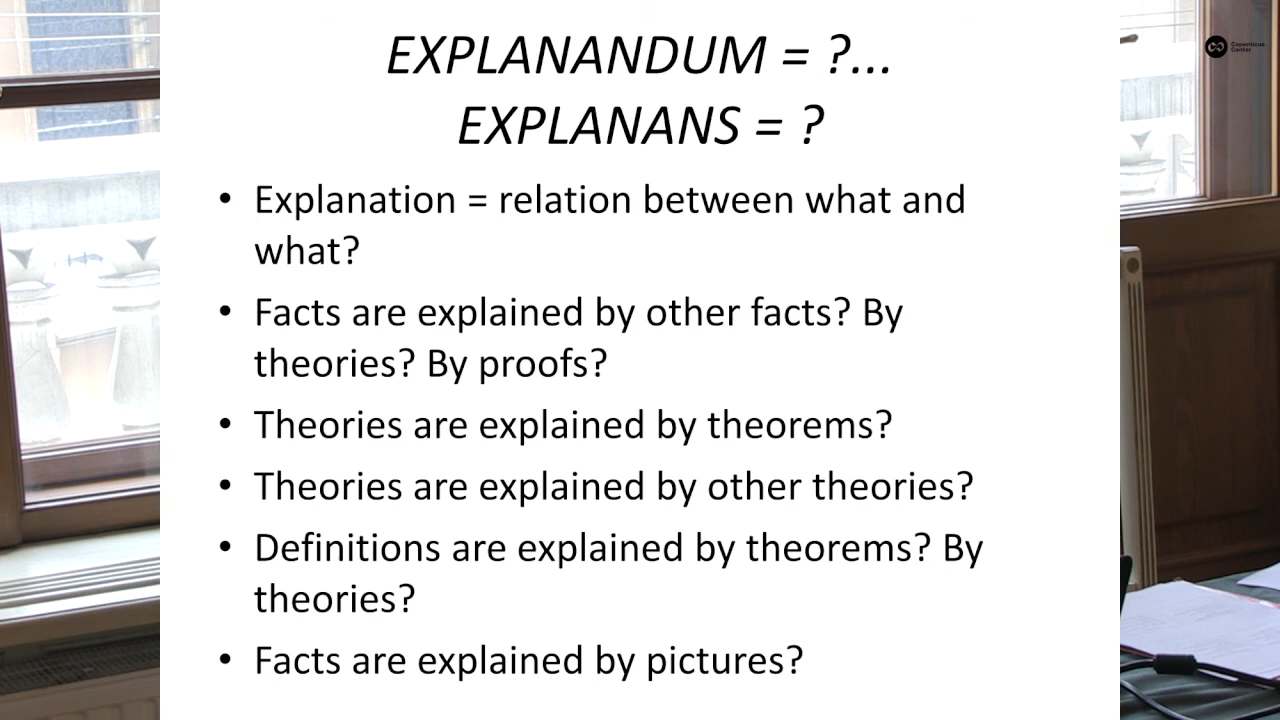 EXPLANANDUM = ?...
EXPLANANS = ?
• Explanation = relation between what and
what?
• Facts are explained by other facts? By
theories? By proofs?
• Theories are explained by theorems?
• Theories are explained by other theories?
• Definitions are explained by theorems? By
theories?
• Facts are explained by pictures?
Copernicus
Center